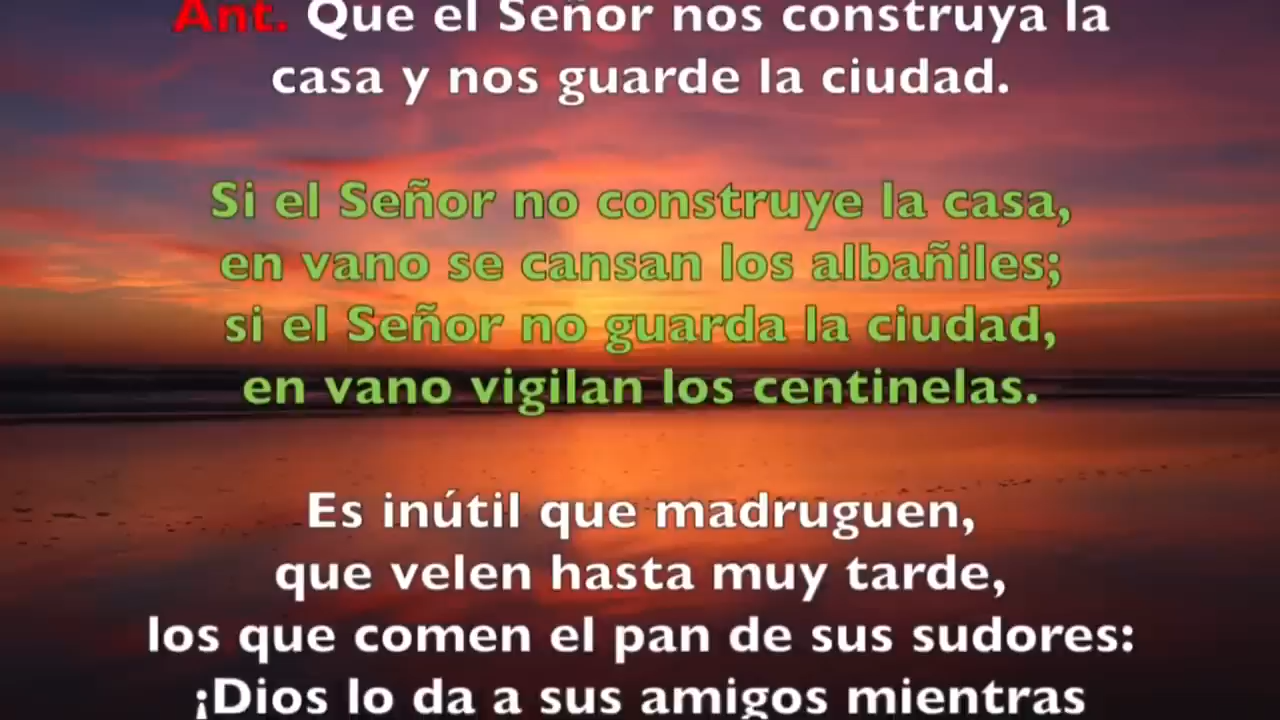 Ant. Que el Señor nos construya la
casa y nos guarde la ciudad.
Si el Señor no construye la casa,
en vano se cansan los albañiles;
si el Señor no guarda la ciudad,
en vano vigilan los centinelas.
Es inútil que madruguen,
que velen hasta muy tarde,
los que comen el pan de sus sudores:
¡Dios lo da a sus amigos mientras